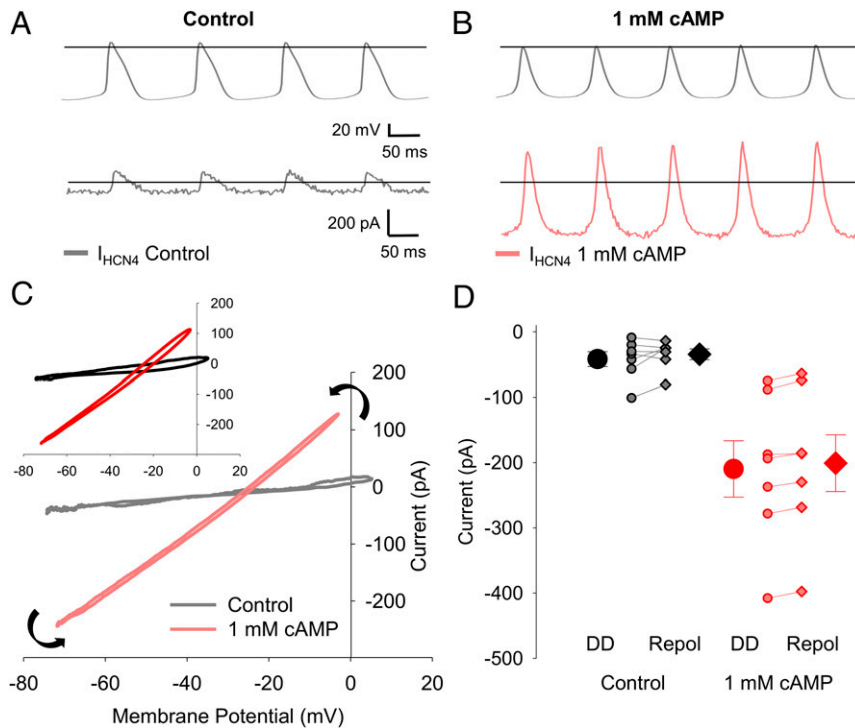 A
Control
20 mV
50 ms
200 pA
50 ms
I_HCN4 Control
B
1 mM cAMP
I_HCN4 1 mM cAMP
C
200
100
0
-100
-200
-80 -60 -40 -20 0 20
200
100
0
-100
-200
Current (pA)
Control
1 mM cAMP
-80 -60 -40 -20 0 20
Membrane Potential (mV)
D
0
-100
-200
-300
-400
-500
Current (pA)
DD Repol DD Repol
Control 1 mM cAMP